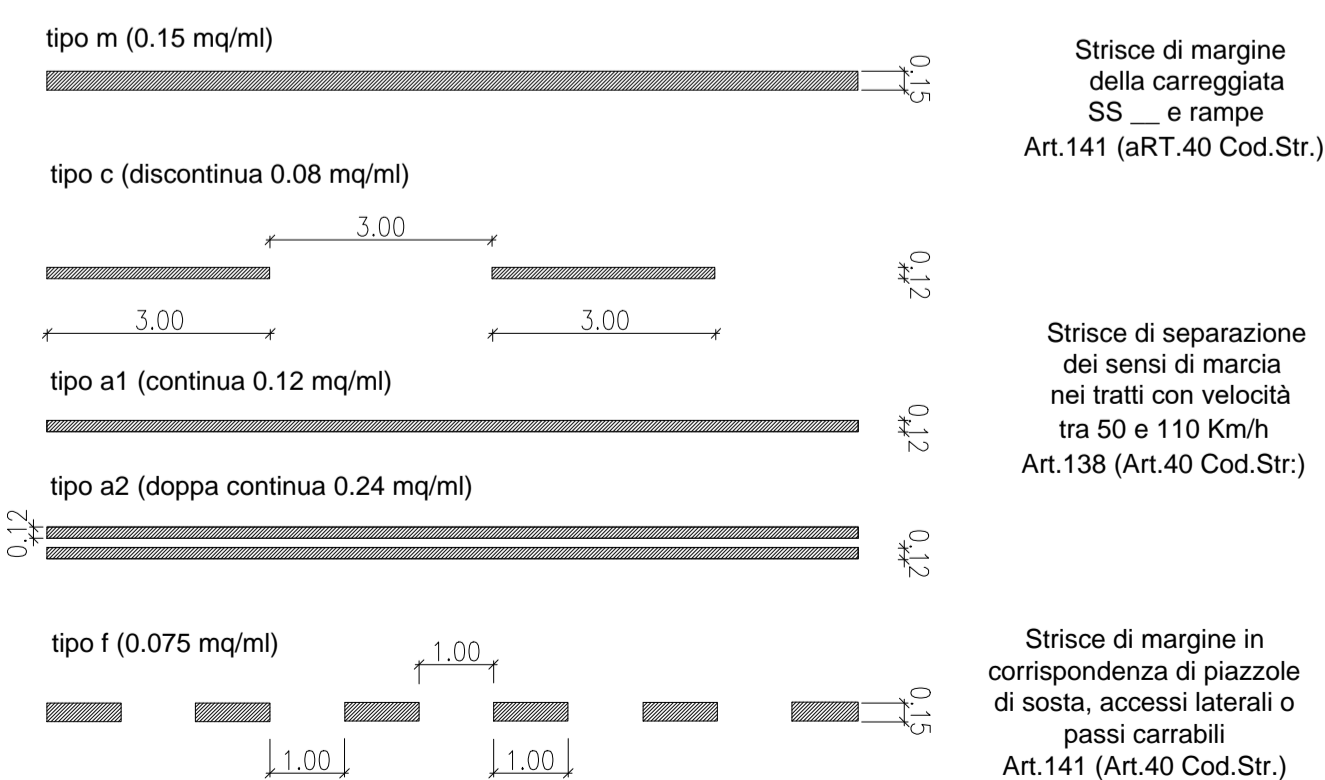 tipo m (0.15 mq/ml)
0.15
Strisce di margine
della carreggiata
SS __ e rampe
Art.141 (aRT.40 Cod.Str.)
tipo c (discontinua 0.08 mq/ml)
3.00
0.12
3.00
3.00
tipo a1 (continua 0.12 mq/ml)
0.12
Strisce di separazione
dei sensi di marcia
nei tratti con velocità
tra 50 e 110 Km/h
Art.138 (Art.40 Cod.Str:)
tipo a2 (doppa continua 0.24 mq/ml)
0.12
0.12
tipo f (0.075 mq/ml)
1.00
0.15
1.00
1.00
Strisce di margine in
corrispondenza di piazzole
di sosta, accessi laterali o
passi carrabili
Art.141 (Art.40 Cod.Str.)